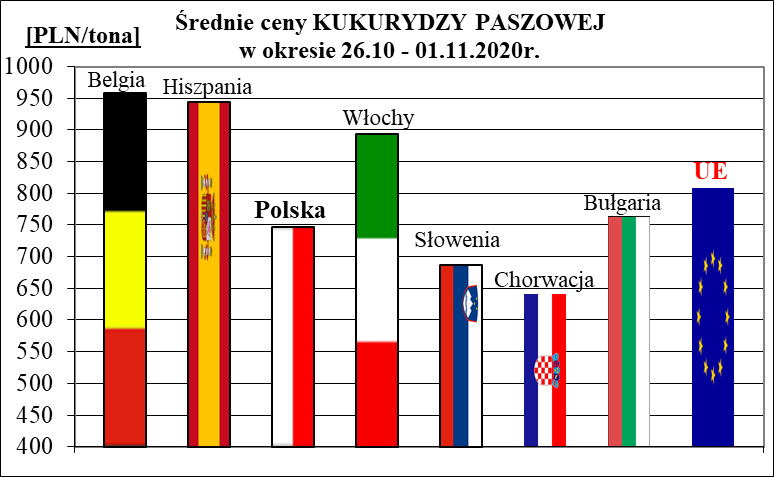 Średnie ceny KUKURYDZY PASZOWEJ
w okresie 26.10 - 01.11.2020r.
[PLN/tona]
1000
950
900
850
800
750
700
650
600
550
500
450
400
Belgia
Hiszpania
Polska
Włochy
Słowenia
Chorwacja
Bułgaria
UE